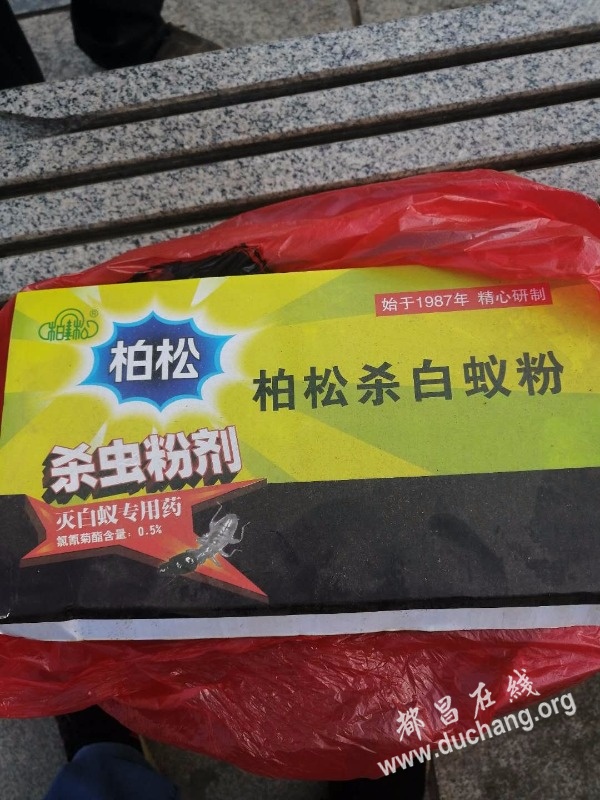 始于1987年 精心研制
柏松
®
柏松
柏松杀白蚁粉
杀虫粉剂
灭白蚁专用药
氯氰菊酯含量：0.5%
都昌在线
www.duchang.org